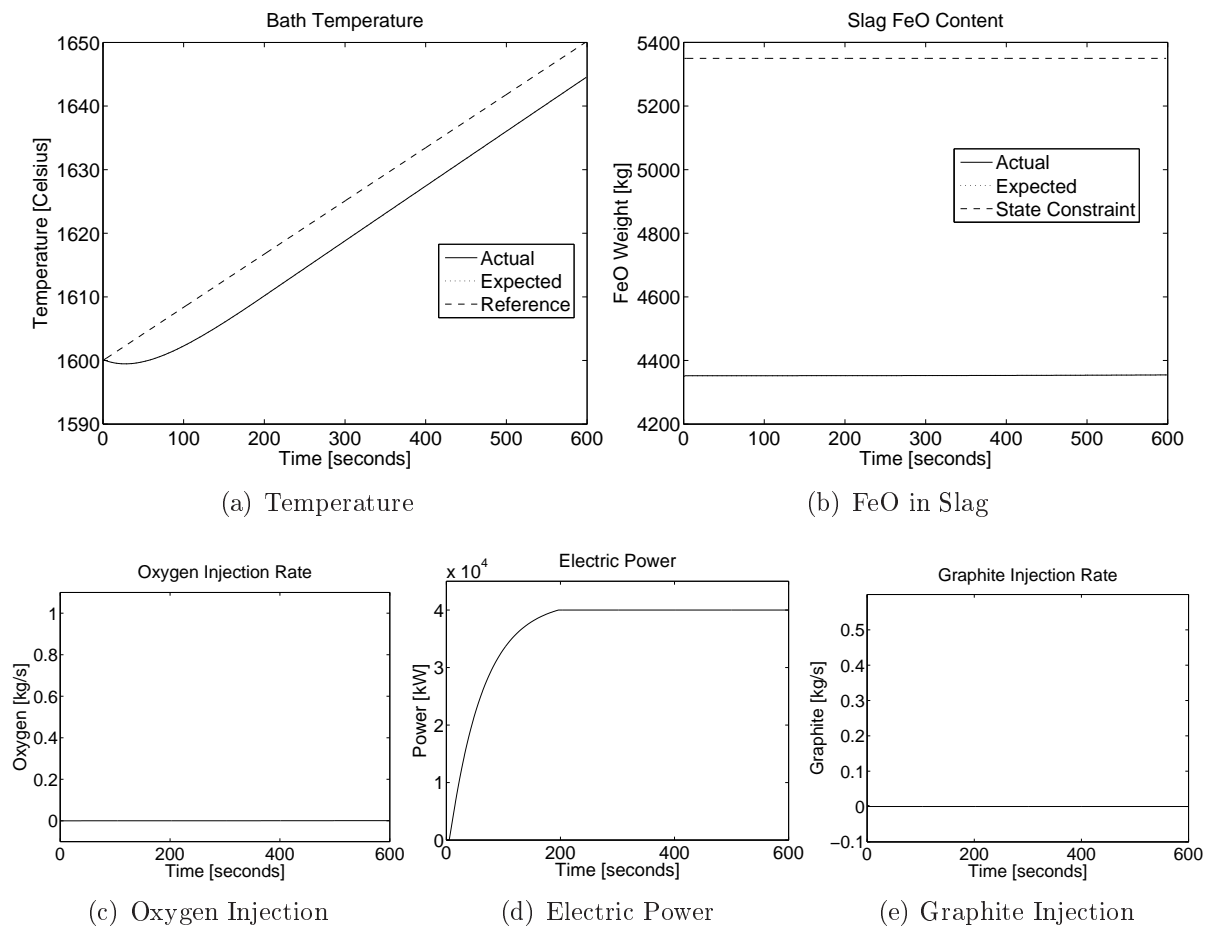 Bath Temperature
Temperature [Celsius]
1650
1640
1630
1620
1610
1600
1590
Actual
Expected
Reference
0 100 200 300 400 500 600
Time [seconds]
(a) Temperature
Slag FeO Content
FeO Weight [kg]
5400
5200
5000
4800
4600
4400
4200
Actual
Expected
State Constraint
0 100 200 300 400 500 600
Time [seconds]
(b) FeO in Slag
Oxygen Injection Rate
Oxygen [kg/s]
1
0.8
0.6
0.4
0.2
0
0 200 400 600
Time [seconds]
(c) Oxygen Injection
Electric Power
x 10^4
Power [kW]
4
3
2
1
0
0 200 400 600
Time [seconds]
(d) Electric Power
Graphite Injection Rate
Graphite [kg/s]
0.5
0.4
0.3
0.2
0.1
0
−0.1
0 200 400 600
Time [seconds]
(e) Graphite Injection